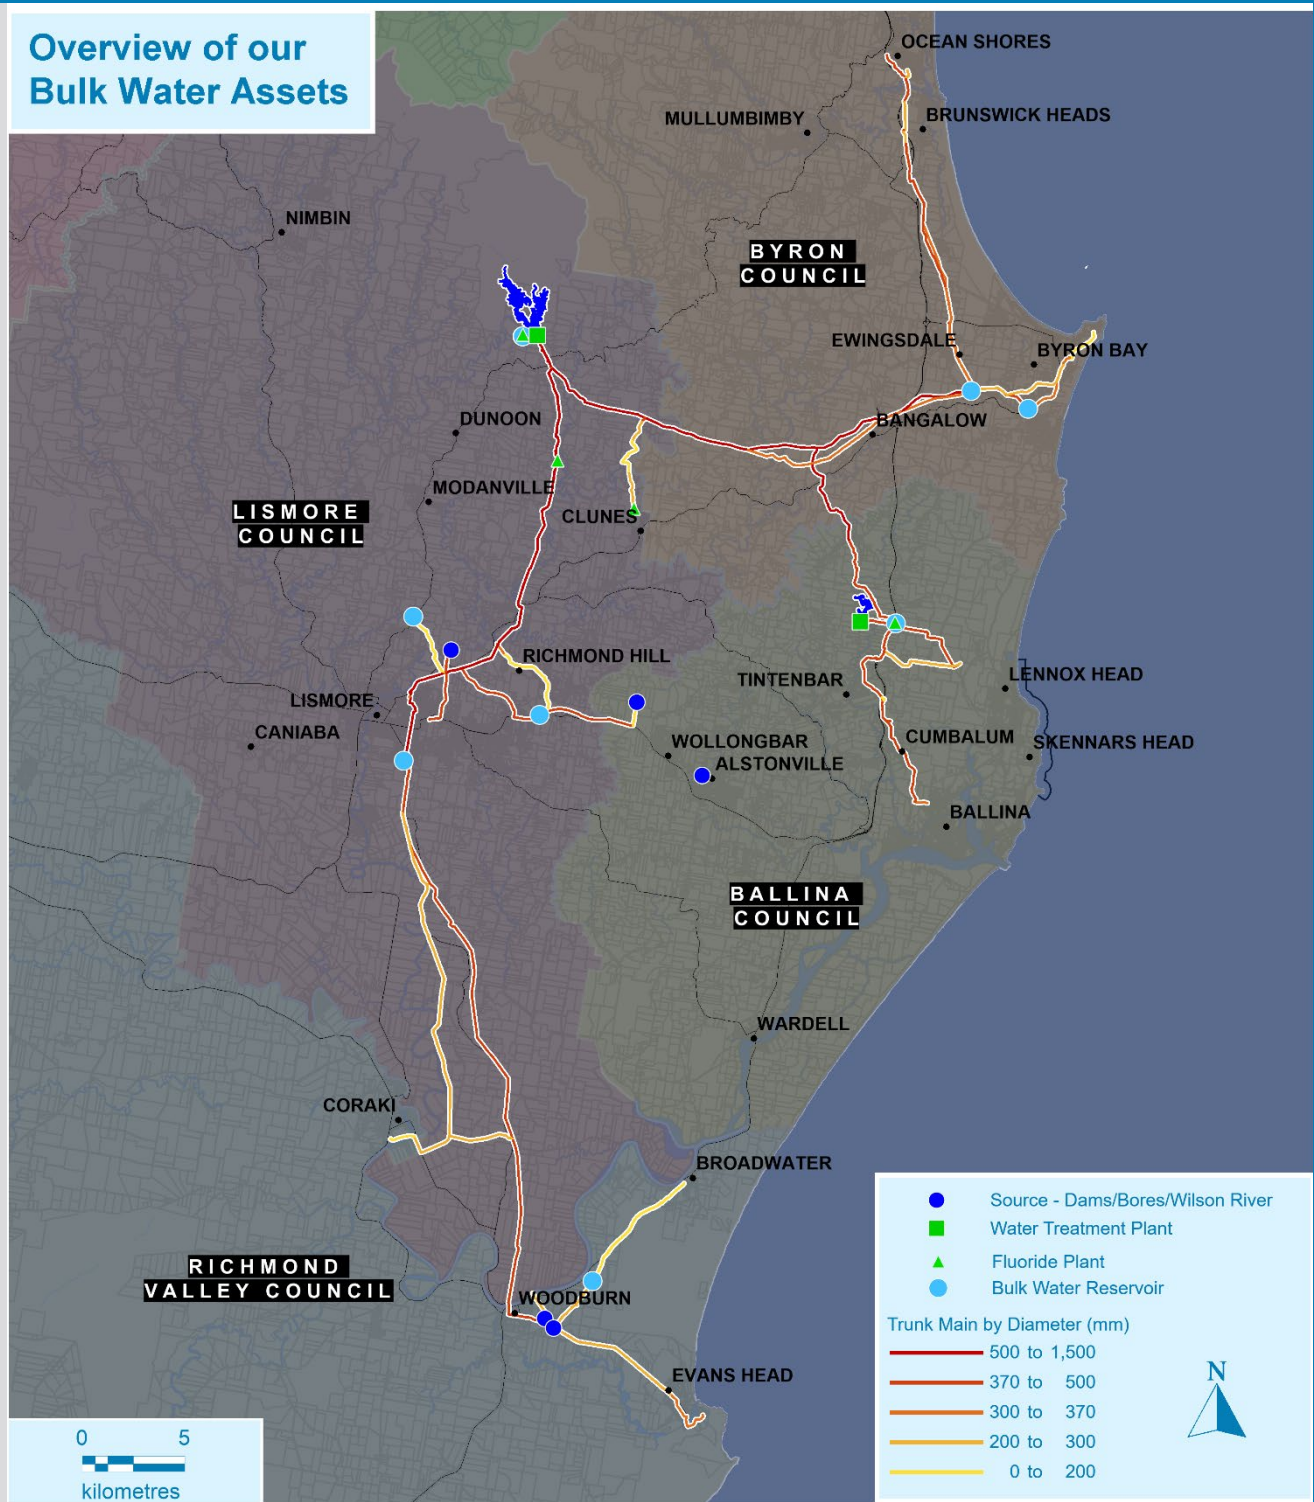 Overview of our
Bulk Water Assets
OCEAN SHORES
MULLUMBIMBY
BRUNSWICK HEADS
NIMBIN
BYRON
COUNCIL
EWINGSDALE
BYRON BAY
DUNOON
BANGALOW
MODANVILLE
LISMORE
COUNCIL
CLUNES
RICHMOND HILL
TINTENBAR
LENNOX HEAD
LISMORE
CANIABA
WOLLONGBAR
CUMBALUM
SKENNARS HEAD
ALSTONVILLE
BALLINA
BALLINA
COUNCIL
WARDELL
CORAKI
BROADWATER
RICHMOND
VALLEY COUNCIL
WOODBURN
EVANS HEAD
Source - Dams/Bores/Wilson River
Water Treatment Plant
Fluoride Plant
Bulk Water Reservoir
Trunk Main by Diameter (mm)
500 to 1,500
370 to 500
300 to 370
200 to 300
0 to 200
N
0 5
kilometres